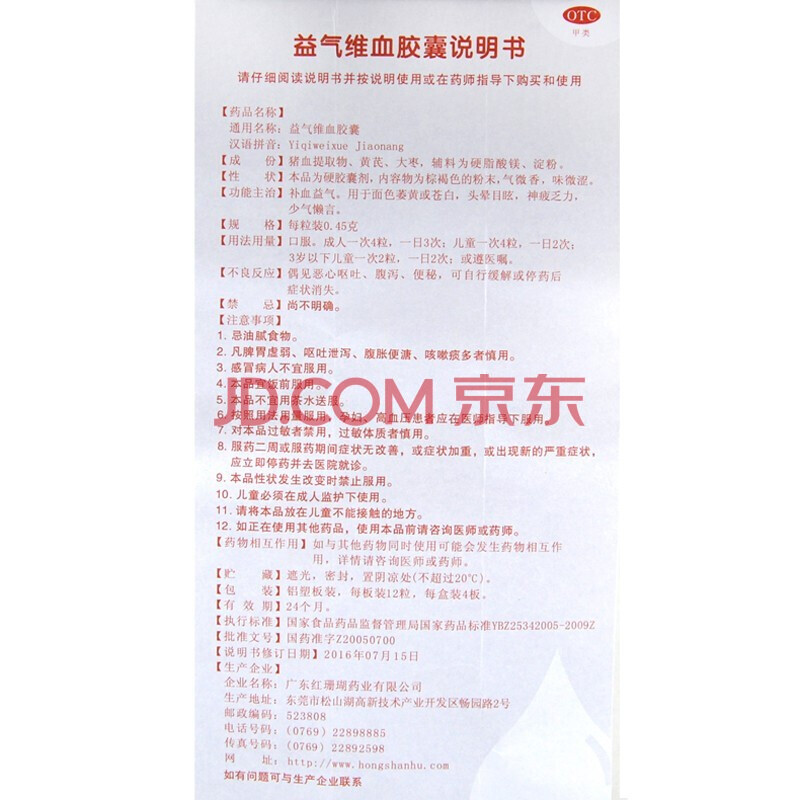 OTC
甲类
益气维血胶囊说明书
请仔细阅读说明书并按说明使用或在药师指导下购买和使用
【药品名称】
通用名称：益气维血胶囊
汉语拼音：Yiqiweixue Jiaonang
【成　　份】猪血提取物、黄芪、大枣，辅料为硬脂酸镁、淀粉。
【性　　状】本品为硬胶囊剂，内容物为棕褐色的粉末，气微香，味微涩。
【功能主治】补血益气。用于面色萎黄或苍白，头晕目眩，神疲乏力，
少气懒言。
【规　　格】每粒装0.45克
【用法用量】口服。成人一次4粒，一日3次；儿童一次4粒，一日2次；
3岁以下儿童一次2粒，一日2次；或遵医嘱。
【不良反应】偶见恶心呕吐、腹泻、便秘，可自行缓解或停药后
症状消失。
【禁　　忌】尚不明确。
【注意事项】
1. 忌油腻食物。
2. 凡脾胃虚弱、呕吐泄泻、腹胀便溏、咳嗽痰多者慎用。
3. 感冒病人不宜服用。
4. 本品宜饭前服用。
5. 本品不宜用茶水送服。
JD.COM 京东
6. 按照用法用量服用，孕妇、高血压患者应在医师指导下服用。
7. 对本品过敏者禁用，过敏体质者慎用。
8. 服药二周或服药期间症状无改善，或症状加重，或出现新的严重症状，
应立即停药并去医院就诊。
9. 本品性状发生改变时禁止服用。
10. 儿童必须在成人监护下使用。
11. 请将本品放在儿童不能接触的地方。
12. 如正在使用其他药品，使用本品前请咨询医师或药师。
【药物相互作用】如与其他药物同时使用可能会发生药物相互作
用，详情请咨询医师或药师。
【贮　　藏】遮光，密封，置阴凉处(不超过20℃)。
【包　　装】铝塑板装，每板装12粒，每盒装4板。
【有 效 期】24个月。
【执行标准】国家食品药品监督管理局国家药品标准YBZ25342005-2009Z
【批准文号】国药准字Z20050700
【说明书修订日期】2016年07月15日
【生产企业】
企业名称：广东红珊瑚药业有限公司
生产地址：东莞市松山湖高新技术产业开发区畅园路2号
邮政编码：523808
电话号码：(0769) 22898885
传真号码：(0769) 22892598
网　　址：http://www.hongshanhu.com
如有问题可与生产企业联系